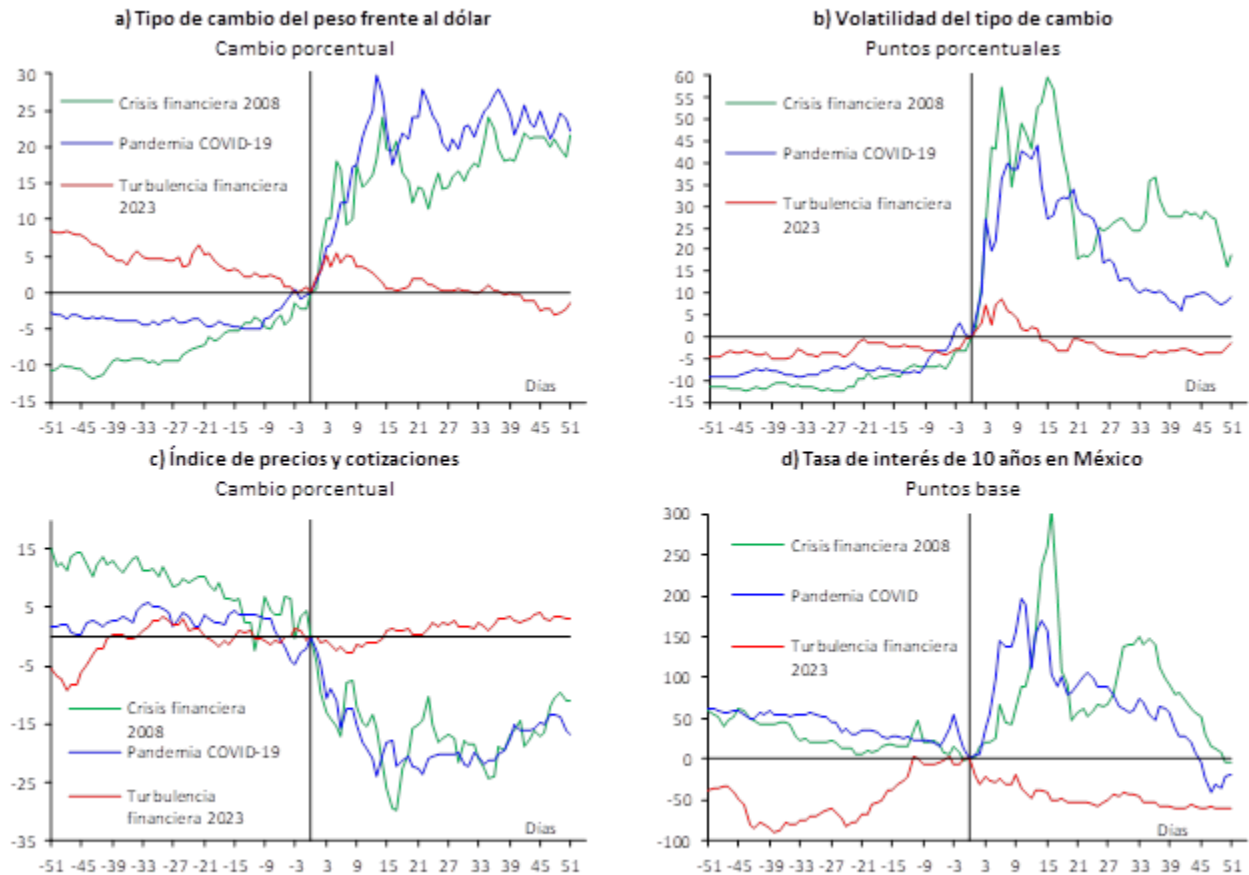 a) Tipo de cambio del peso frente al dólar
Cambio porcentual
30
25
20
15
10
5
0
-5
-10
-15
Crisis financiera 2008
Pandemia COVID-19
Turbulencia financiera
2023
Días
-51 -45 -39 -33 -27 -21 -15 -9 -3 3 9 15 21 27 33 39 45 51
b) Volatilidad del tipo de cambio
Puntos porcentuales
60
55
50
45
40
35
30
25
20
15
10
5
0
-5
-10
-15
Crisis financiera 2008
Pandemia COVID-19
Turbulencia financiera
2023
Días
-51 -45 -39 -33 -27 -21 -15 -9 -3 3 9 15 21 27 33 39 45 51
c) Índice de precios y cotizaciones
Cambio porcentual
15
5
-5
-15
-25
-35
Crisis financiera
2008
Pandemia COVID-19
Turbulencia
financiera 2023
Días
-51 -45 -39 -33 -27 -21 -15 -9 -3 3 9 15 21 27 33 39 45 51
d) Tasa de interés de 10 años en México
Puntos base
300
250
200
150
100
50
0
-50
-100
Crisis financiera 2008
Pandemia COVID
Turbulencia financiera
2023
Días
-51 -45 -39 -33 -27 -21 -15 -9 -3 3 9 15 21 27 33 39 45 51